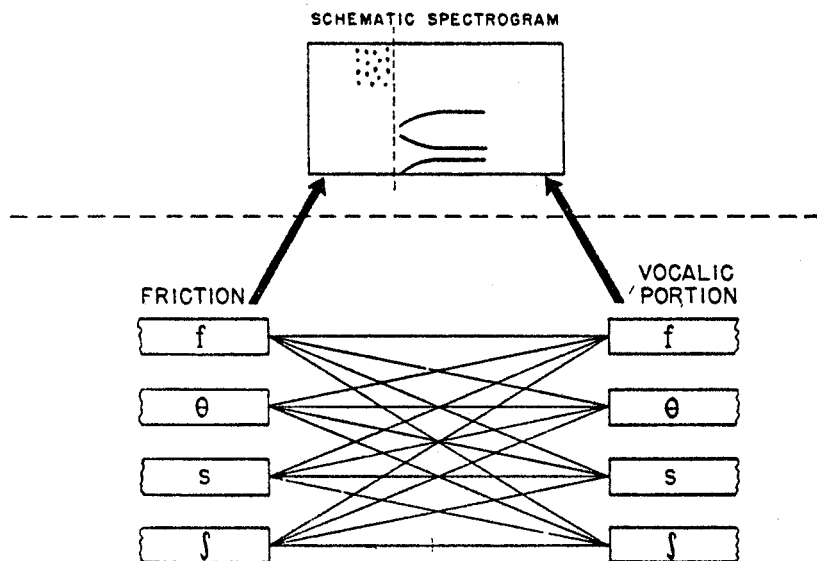 SCHEMATIC SPECTROGRAM
FRICTION
VOCALIC
PORTION
f f
θ θ
s s
ʃ ʃ